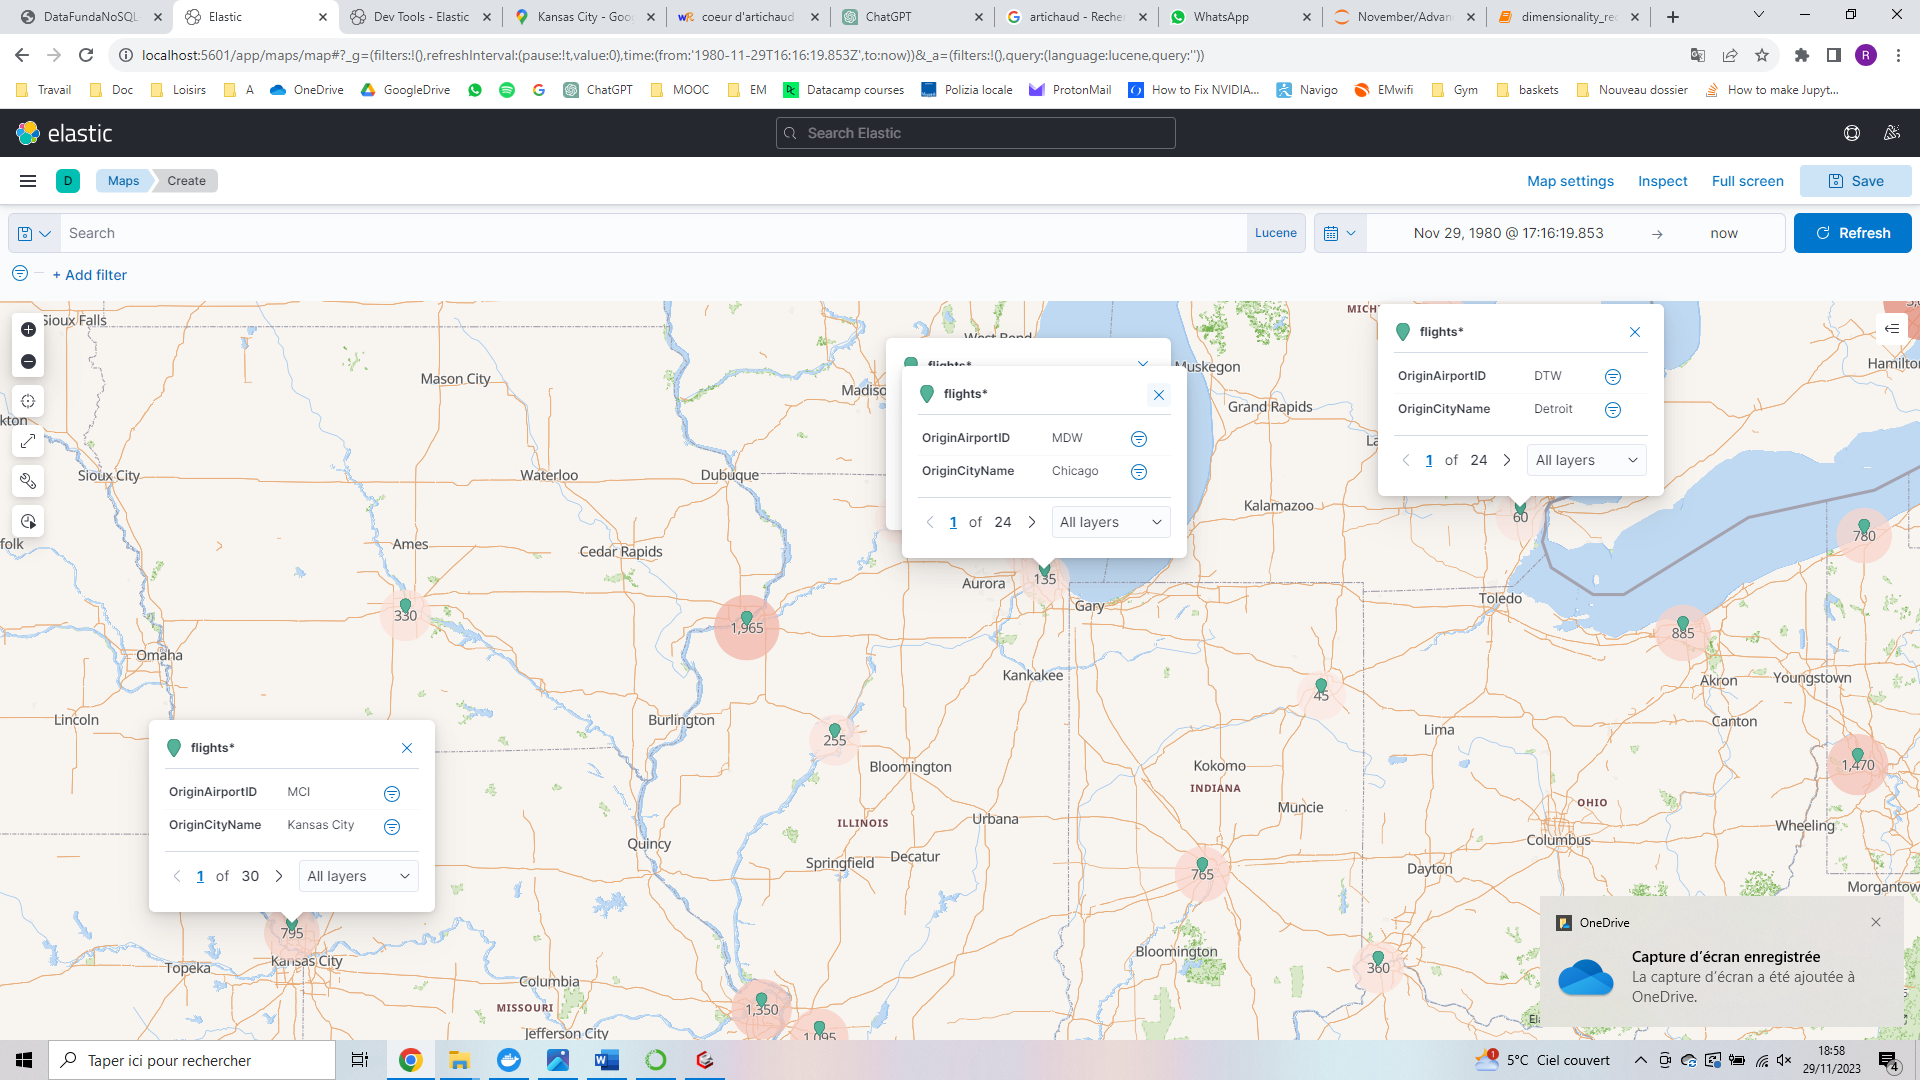 DataFundaNoSQL
Elastic
Dev Tools - Elastic
Kansas City - Goo
coeur d'artichaud
ChatGPT
artichaud - Recher
WhatsApp
November/Advan
dimensionality_rec
localhost:5601/app/maps/map#?_g=(filters:!(),refreshInterval:(pause:!t,value:0),time:(from:'1980-11-29T16:16:19.853Z',to:now))&_a=(filters:!(),query:(language:lucene,query:''))
R
Travail
Doc
Loisirs
A
OneDrive
GoogleDrive
ChatGPT
MOOC
EM
Datacamp courses
Polizia locale
ProtonMail
How to Fix NVIDIA...
Navigo
EMwifi
Gym
baskets
Nouveau dossier
How to make Jupyt...
elastic
Search Elastic
D
Maps
Create
Map settings
Inspect
Full screen
Save
Search
Lucene
Nov 29, 1980 @ 17:16:19.853
→
now
Refresh
+ Add filter
Sioux Falls
West Bend
MICH
Hamilton
Mason City
Madiso
Muskegon
Grand Rapids
La
kton
Sioux City
Waterloo
Dubuque
Kalamazoo
folk
Ames
Cedar Rapids
Aurora
Gary
Toledo
Omaha
Kankakee
Akron
Youngstown
Lincoln
Burlington
Canton
Lima
Bloomington
Kokomo
INDIANA
Muncie
OHIO
Urbana
ILLINOIS
Columbus
Wheeling
Quincy
Springfield
Decatur
Dayton
Morgantow
Bloomington
Topeka
Kansas City
Columbia
MISSOURI
Jefferson City
flights*
flights*
OriginAirportID MDW
OriginCityName Chicago
1 of 24
All layers
flights*
OriginAirportID DTW
OriginCityName Detroit
1 of 24
All layers
flights*
OriginAirportID MCI
OriginCityName Kansas City
1 of 30
All layers
60
780
135
330
1,965
885
45
255
1,470
765
795
360
1,350
1,095
Ela
OneDrive
Capture d'écran enregistrée
La capture d'écran a été ajoutée à
OneDrive.
Taper ici pour rechercher
1
5°C Ciel couvert
18:58
29/11/2023
4